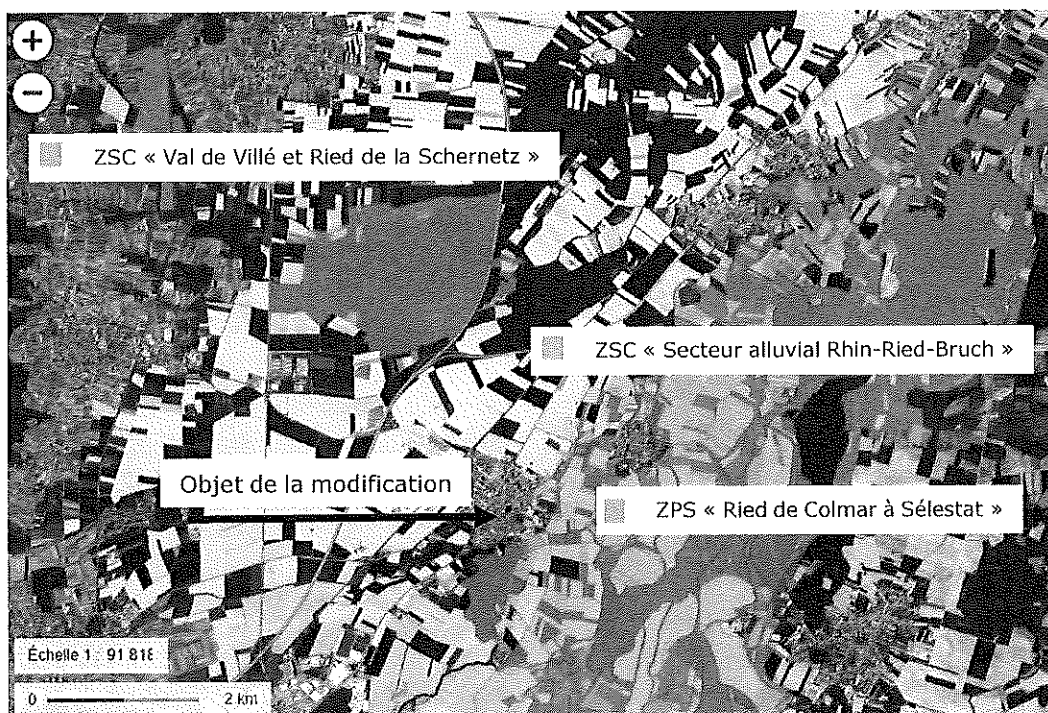 +
−
ZSC « Val de Villé et Ried de la Schernetz »
ZSC « Secteur alluvial Rhin-Ried-Bruch »
Objet de la modification
ZPS « Ried de Colmar à Sélestat »
Échelle 1 : 91 818
0 2 km